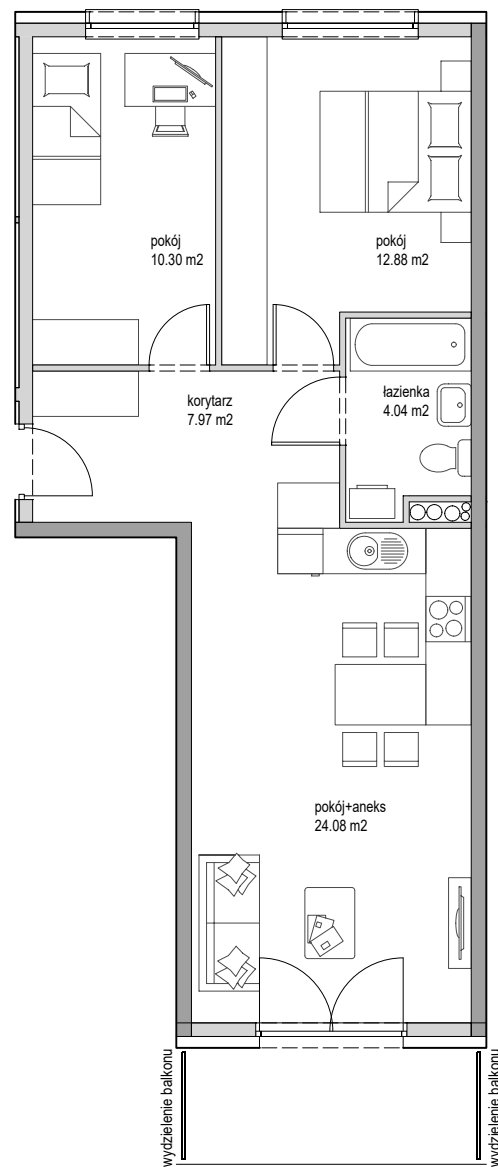 pokój
10.30 m2
pokój
12.88 m2
korytarz
7.97 m2
łazienka
4.04 m2
pokój+aneks
24.08 m2
wydzielenie balkonu
wydzielenie balkonu